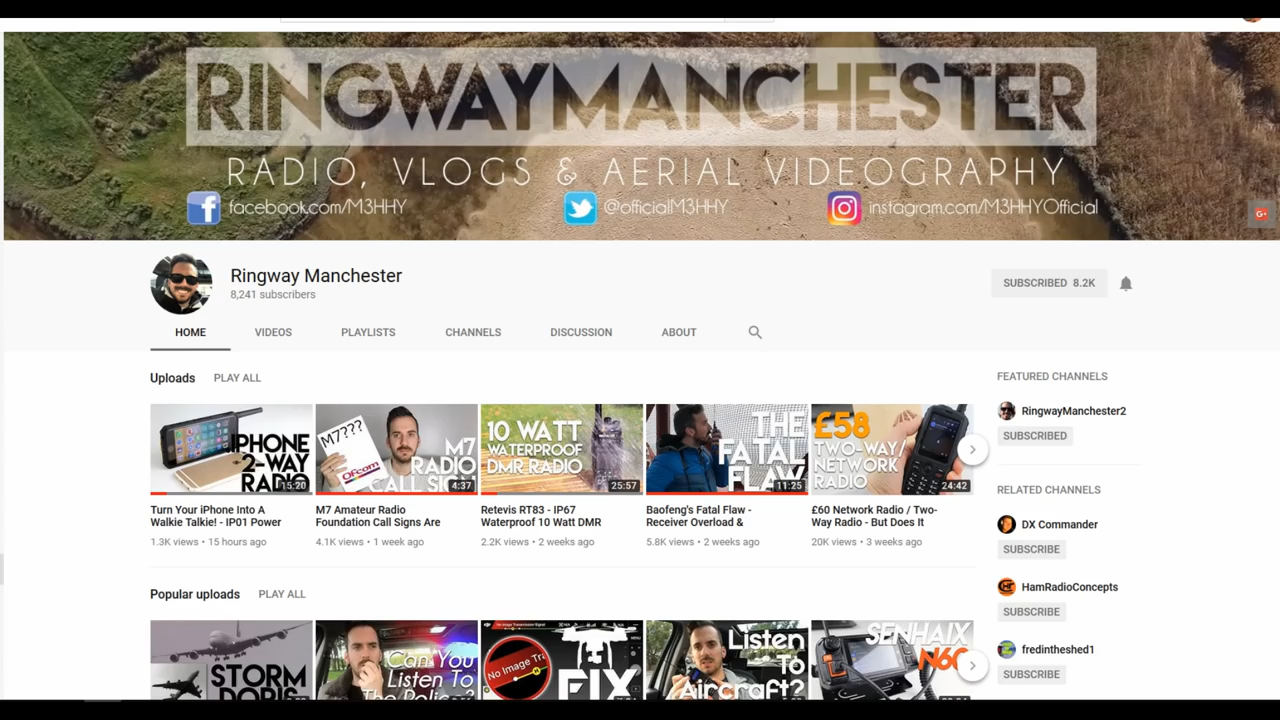 RINGWAYMANCHESTER
RADIO, VLOGS & AERIAL VIDEOGRAPHY
facebook.com/M3HHY
@officialM3HHY
instagram.com/M3HHYOfficial
G+
Ringway Manchester
8,241 subscribers
SUBSCRIBED 8.2K
HOME VIDEOS PLAYLISTS CHANNELS DISCUSSION ABOUT
Uploads PLAY ALL
IPHONE
2-WAY
RADIO
15:20
Turn Your iPhone Into A
Walkie Talkie! - IP01 Power
1.3K views • 15 hours ago
M7???
Ofcom
M7
RADIO
CALL SIGN
4:37
M7 Amateur Radio
Foundation Call Signs Are
4.1K views • 1 week ago
10 WATT
WATERPROOF
DMR RADIO
25:57
Retevis RT83 - IP67
Waterproof 10 Watt DMR
2.2K views • 2 weeks ago
THE
FATAL
FLAW
11:25
Baofeng's Fatal Flaw -
Receiver Overload &
5.8K views • 2 weeks ago
£58
TWO-WAY/
NETWORK
RADIO
24:42
£60 Network Radio / Two-
Way Radio - But Does It
20K views • 3 weeks ago
Popular uploads PLAY ALL
STORM
DORIS
Can You
Listen To
The Police?
No Image Tra
FIX
Listen
To
Aircraft?
SENHAIX
N60
FEATURED CHANNELS
RingwayManchester2
SUBSCRIBED
RELATED CHANNELS
DX Commander
SUBSCRIBE
HamRadioConcepts
SUBSCRIBE
fredintheshed1
SUBSCRIBE